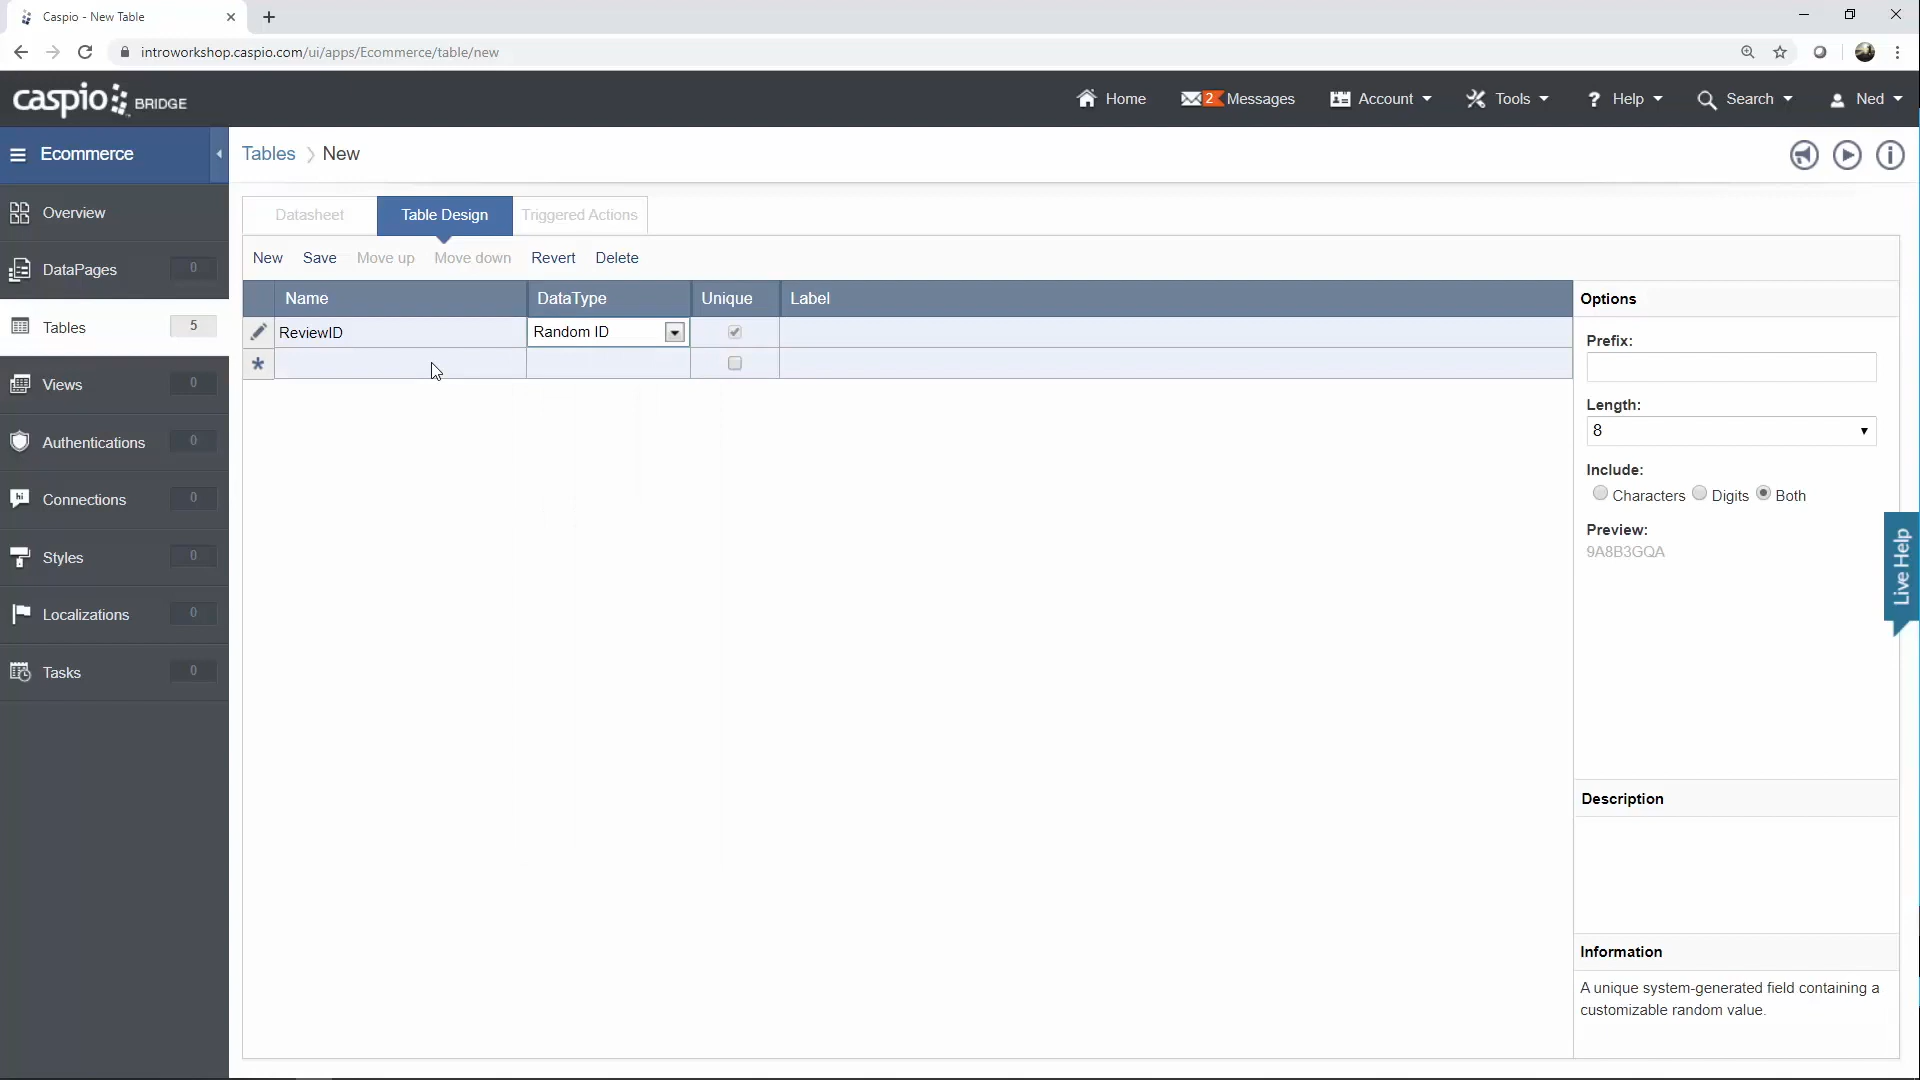 Caspio - New Table
introworkshop.caspio.com/ui/apps/Ecommerce/table/new
caspio BRIDGE
Home
2 Messages
Account
Tools
? Help
Search
Ned
Ecommerce
Tables > New
Overview
DataPages 0
Tables 5
Views 0
Authentications 0
hi Connections 0
Styles 0
Localizations 0
Tasks 0
Datasheet
Table Design
Triggered Actions
New
Save
Move up
Move down
Revert
Delete
Name
DataType
Unique
Label
ReviewID
Random ID
*
Options
Prefix:
Length:
8
Include:
Characters Digits Both
Preview:
9A8B3GQA
Live Help
Description
Information
A unique system-generated field containing a
customizable random value.